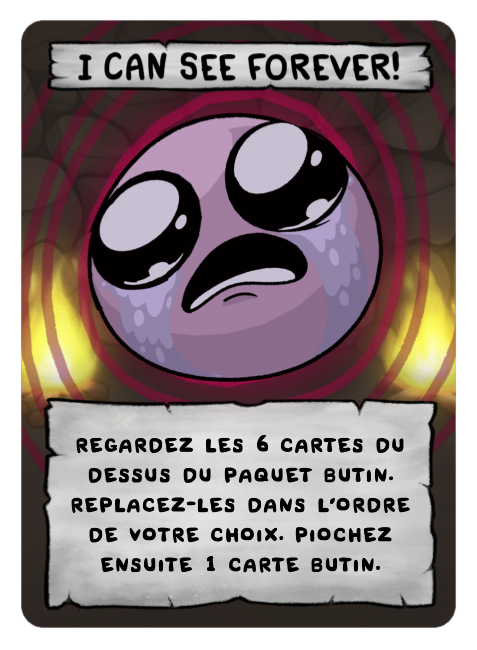 I CAN SEE FOREVER!
REGARDEZ LES 6 CARTES DU
DESSUS DU PAQUET BUTIN.
REPLACEZ-LES DANS L'ORDRE
DE VOTRE CHOIX. PIOCHEZ
ENSUITE 1 CARTE BUTIN.